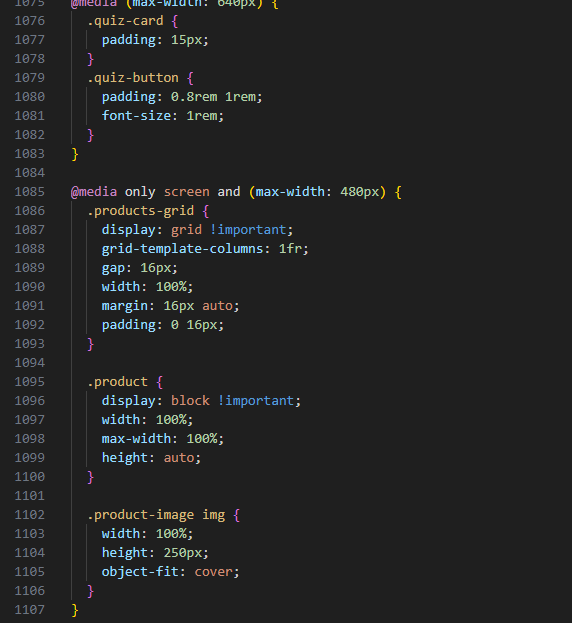 1075 @media (max-width: 640px) {
1076   .quiz-card {
1077     padding: 15px;
1078   }
1079   .quiz-button {
1080     padding: 0.8rem 1rem;
1081     font-size: 1rem;
1082   }
1083 }
1084
1085 @media only screen and (max-width: 480px) {
1086   .products-grid {
1087     display: grid !important;
1088     grid-template-columns: 1fr;
1089     gap: 16px;
1090     width: 100%;
1091     margin: 16px auto;
1092     padding: 0 16px;
1093   }
1094
1095   .product {
1096     display: block !important;
1097     width: 100%;
1098     max-width: 100%;
1099     height: auto;
1100   }
1101
1102   .product-image img {
1103     width: 100%;
1104     height: 250px;
1105     object-fit: cover;
1106   }
1107 }